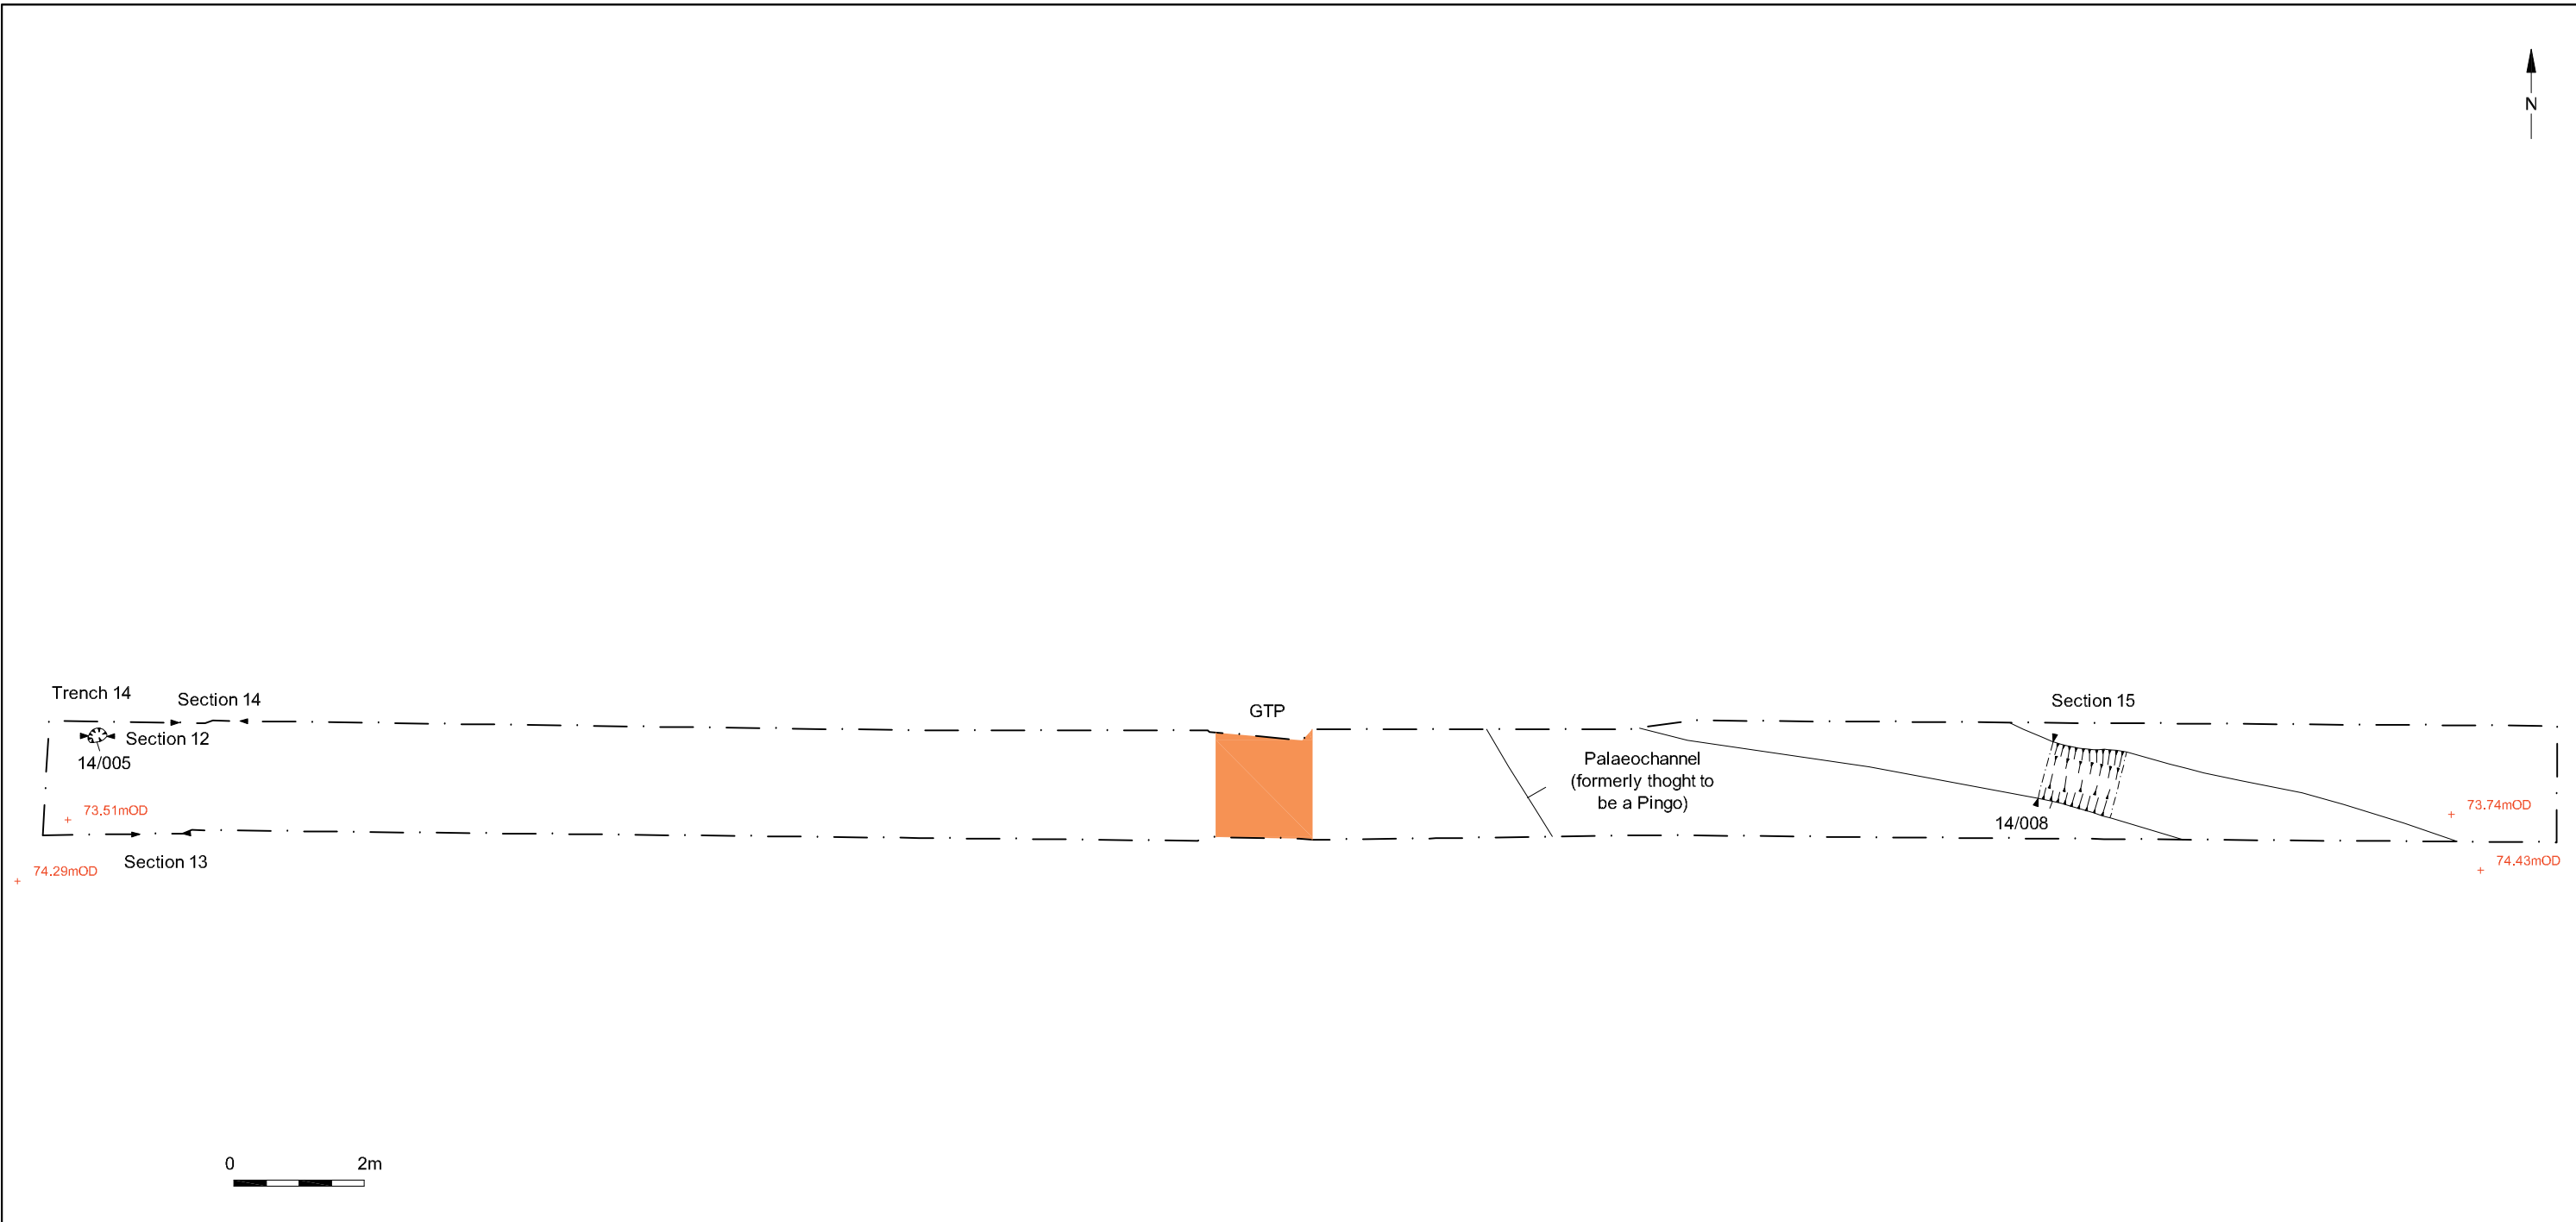 N
Trench 14
Section 14
GTP
Section 15
Section 12
14/005
Palaeochannel
(formerly thoght to
be a Pingo)
73.51mOD
73.74mOD
14/008
Section 13
74.29mOD
74.43mOD
0 2m